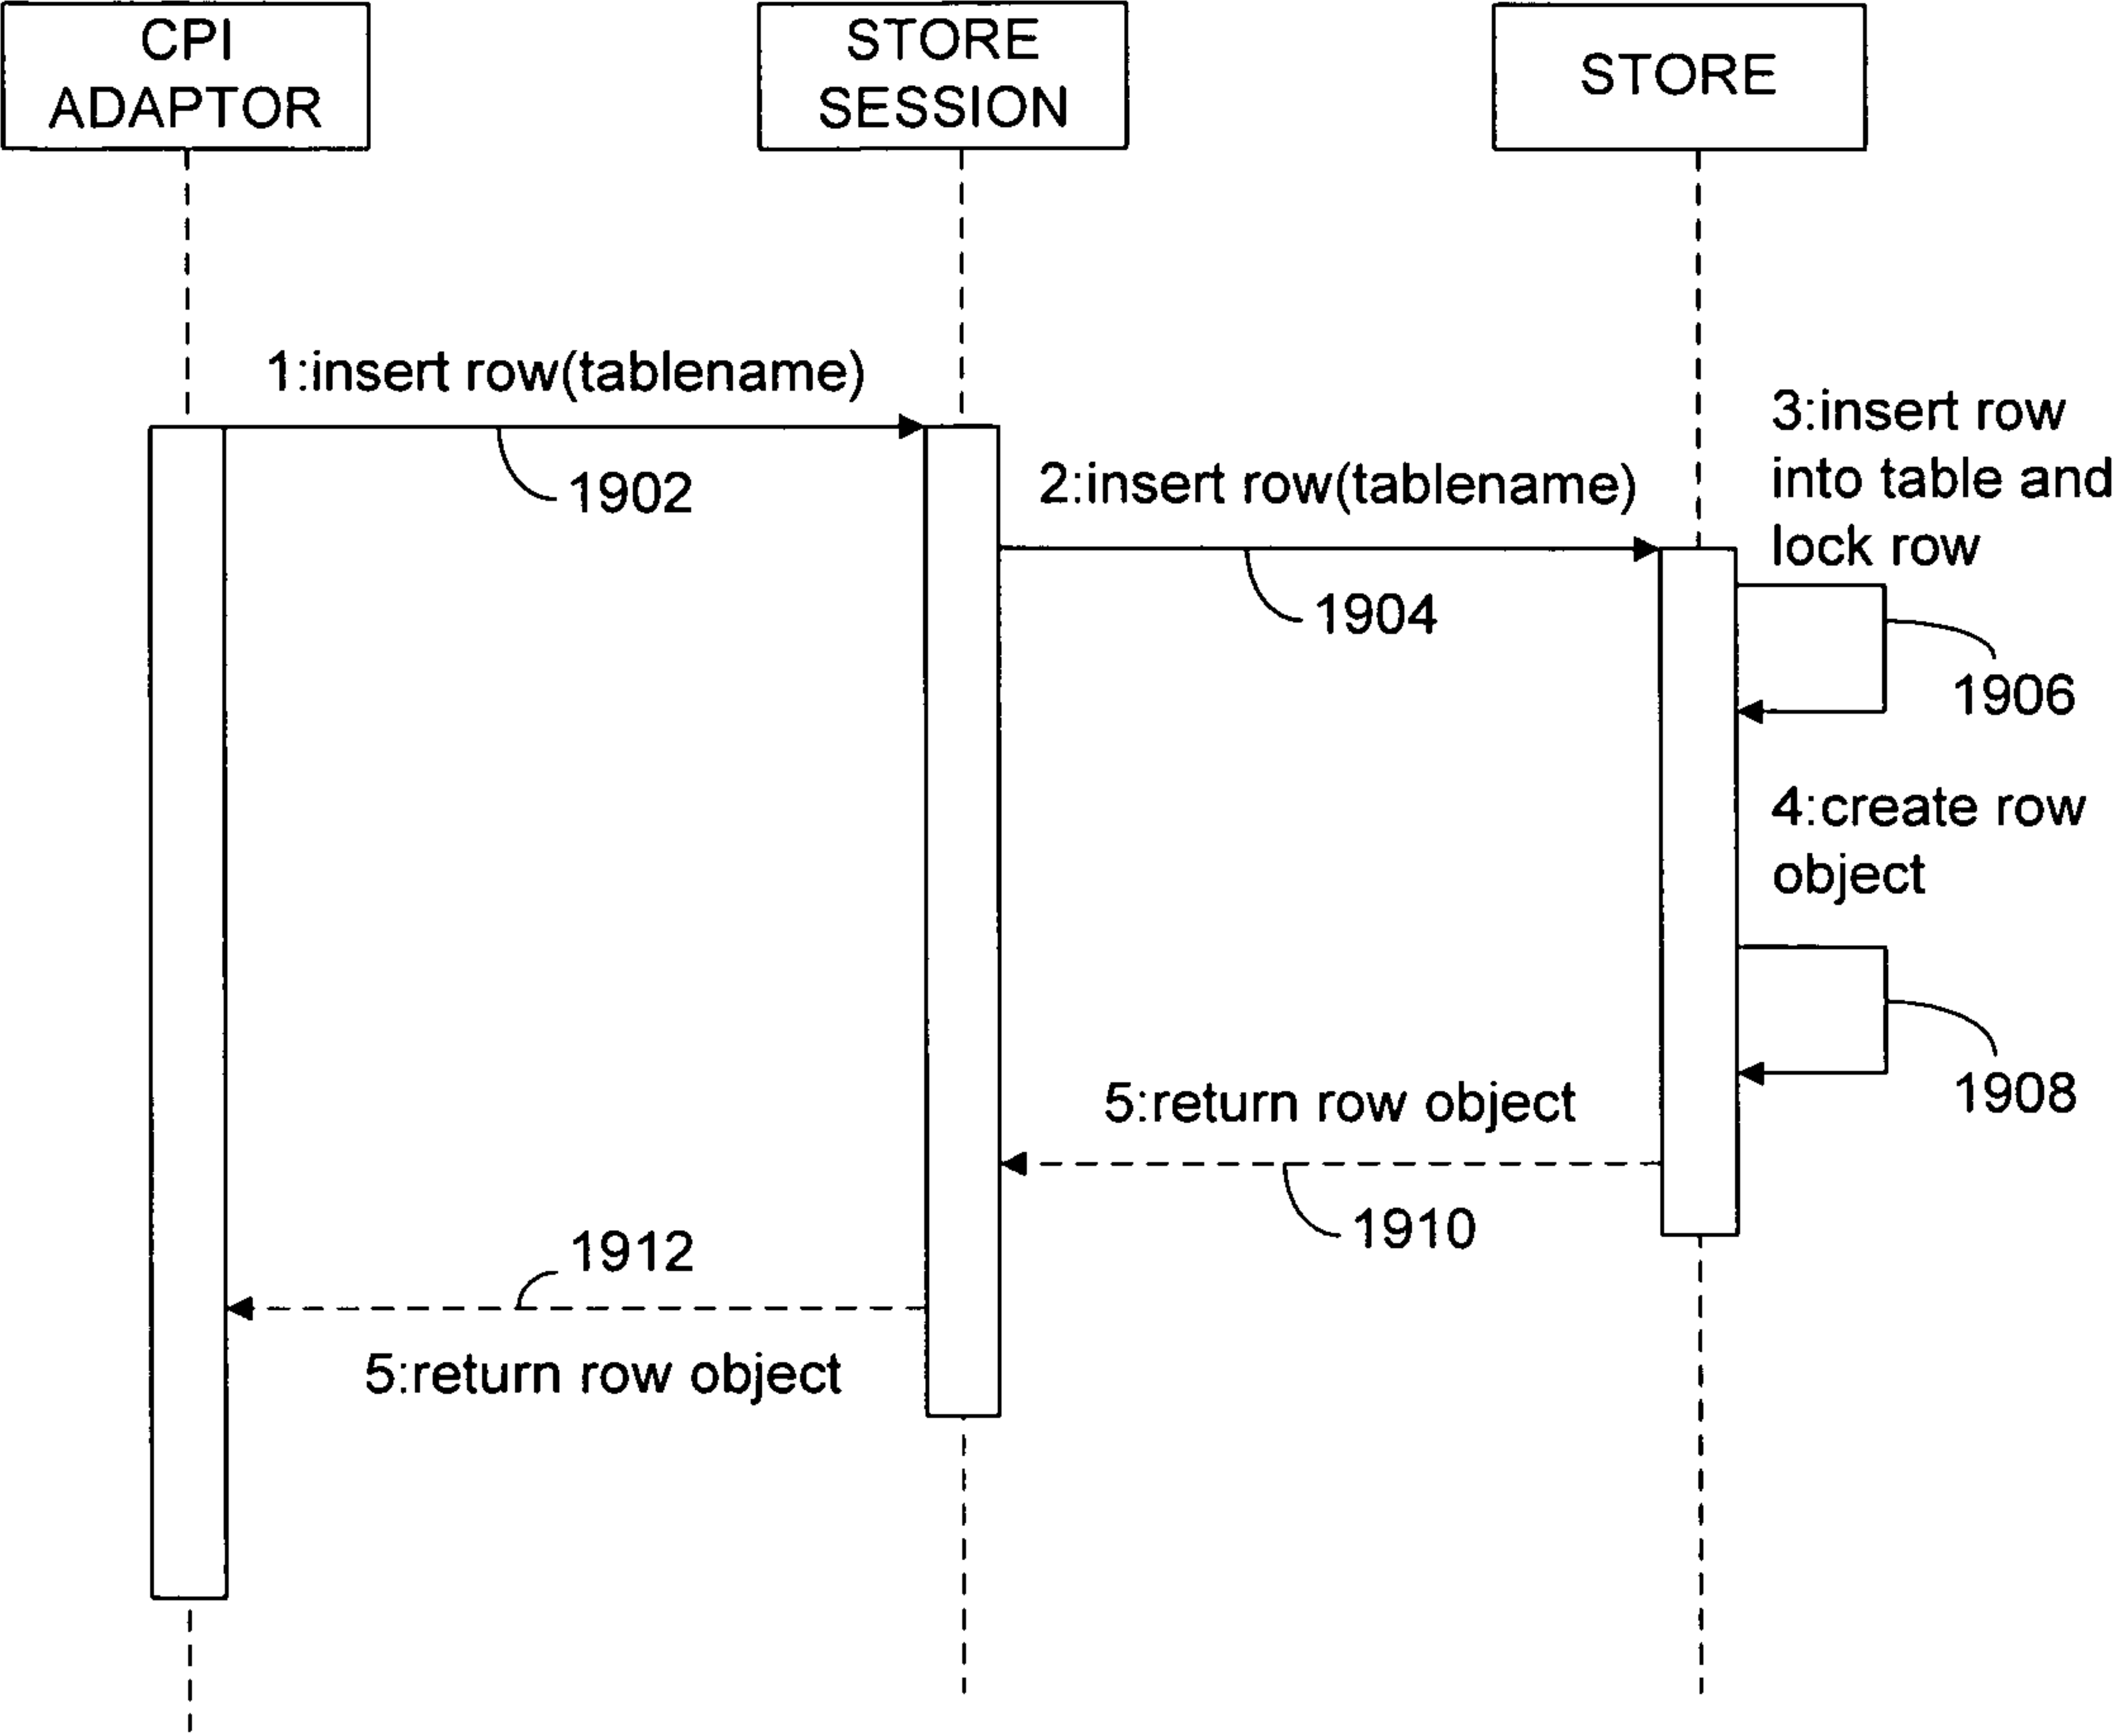 CPI
ADAPTOR
STORE
SESSION
STORE
1:insert row(tablename)
1902
2:insert row(tablename)
1904
3:insert row
into table and
lock row
1906
4:create row
object
1908
5:return row object
1910
1912
5:return row object